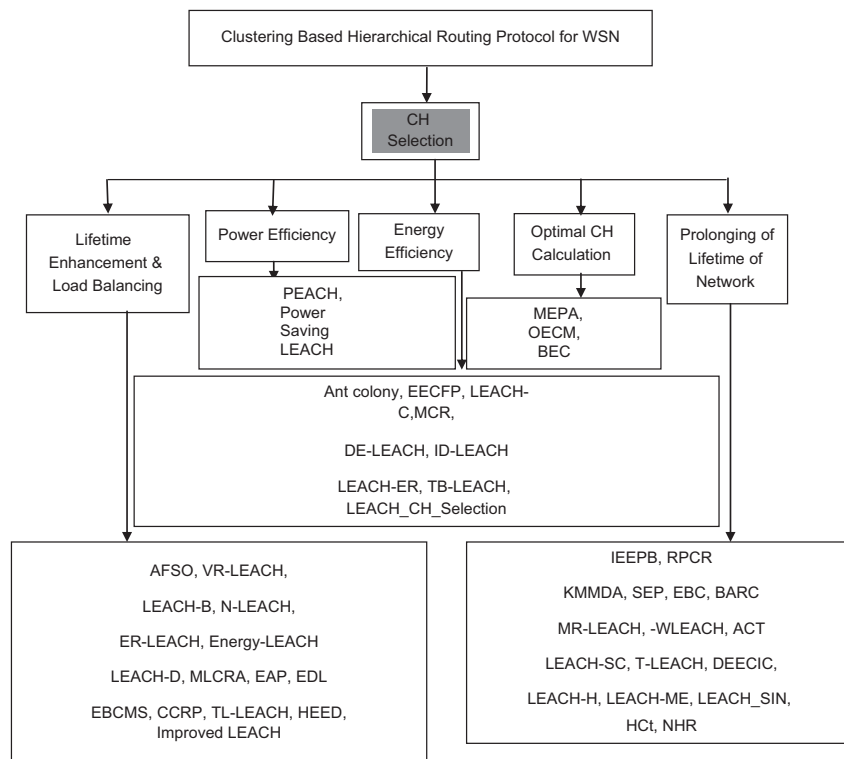 Clustering Based Hierarchical Routing Protocol for WSN
CH
Selection
Lifetime
Enhancement &
Load Balancing
Power Efficiency
Energy
Efficiency
Optimal CH
Calculation
Prolonging of
Lifetime of
Network
PEACH,
Power
Saving
LEACH
MEPA,
OECM,
BEC
Ant colony, EECFP, LEACH-
C,MCR,
DE-LEACH, ID-LEACH
LEACH-ER, TB-LEACH,
LEACH_CH_Selection
AFSO, VR-LEACH,
LEACH-B, N-LEACH,
ER-LEACH, Energy-LEACH
LEACH-D, MLCRA, EAP, EDL
EBCMS, CCRP, TL-LEACH, HEED,
Improved LEACH
IEEPB, RPCR
KMMDA, SEP, EBC, BARC
MR-LEACH, -WLEACH, ACT
LEACH-SC, T-LEACH, DEECIC,
LEACH-H, LEACH-ME, LEACH_SIN,
HCt, NHR